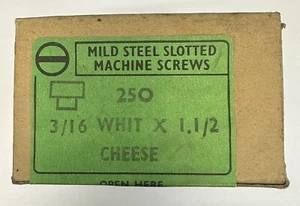 MILD STEEL SLOTTED
MACHINE SCREWS
250
3/16 WHIT X 1.1/2
CHEESE
OPEN HERE